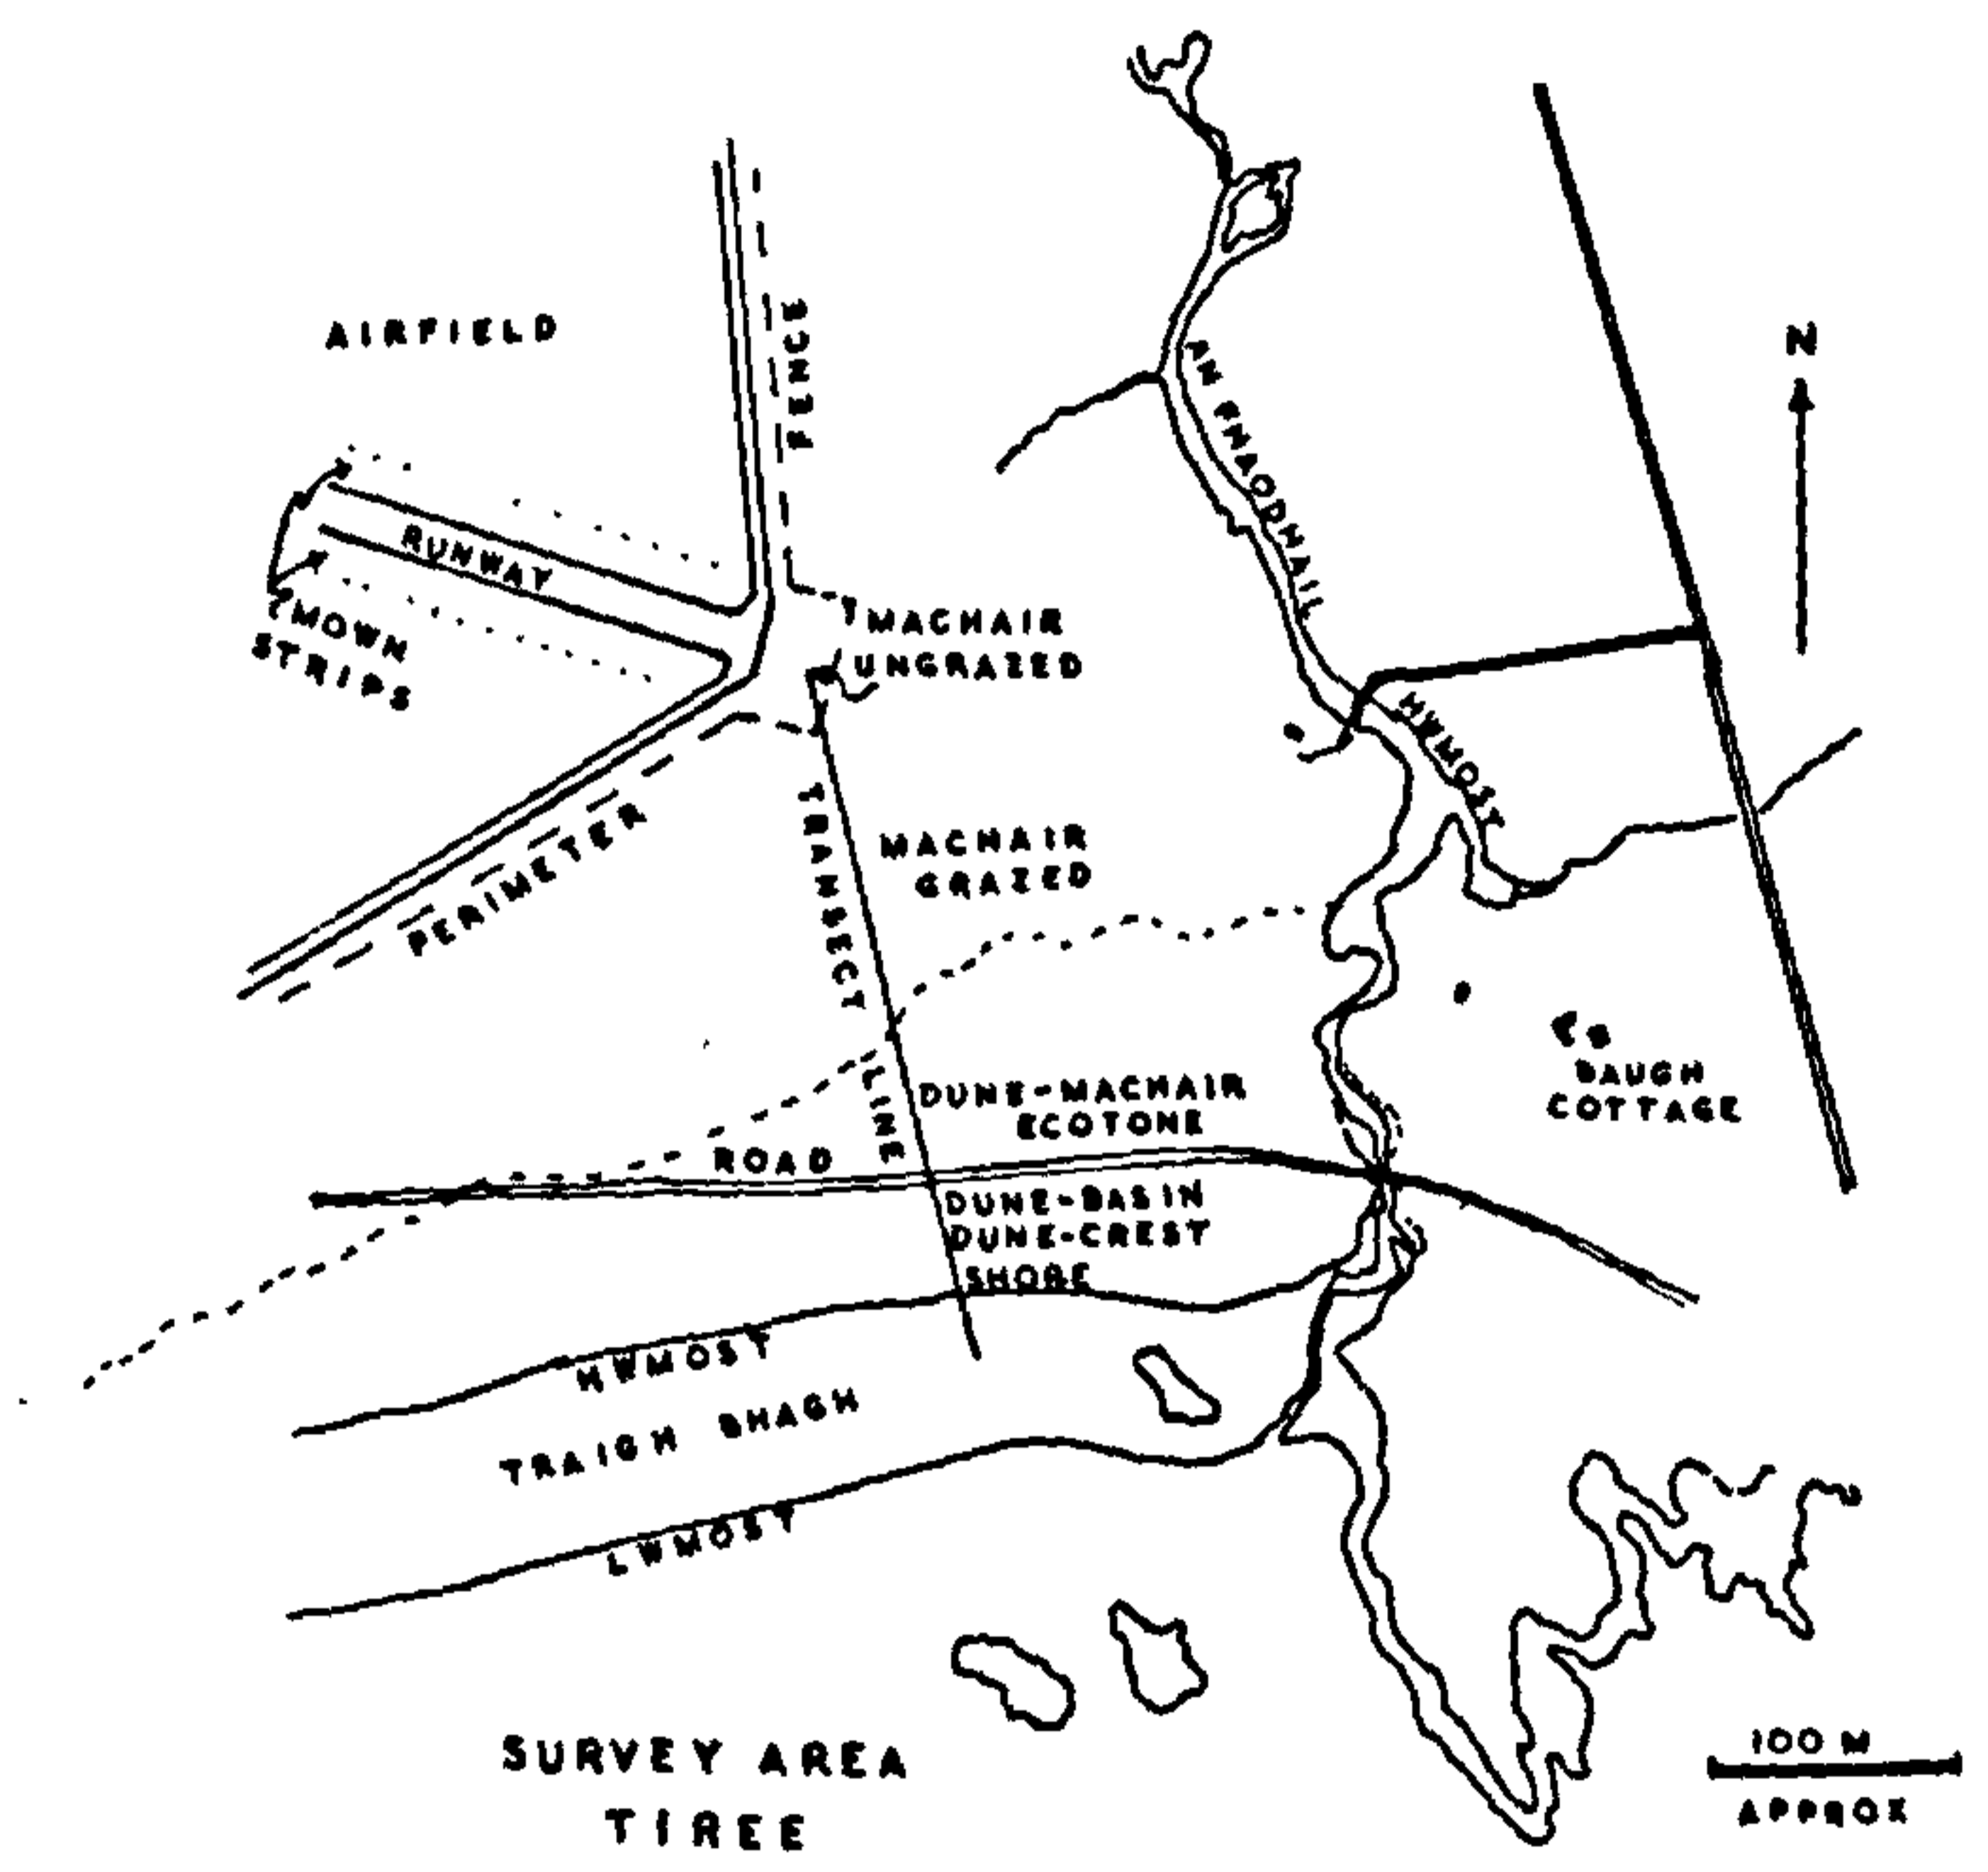 AIRFIELD
FENCE
N
AN FHAODHAIL
RUNWAY
MOWN
STRIPS
MACHAIR
UNGRAZED
HWMOST
PERIMETER
TRANSECT
LINE
MACHAIR
GRAZED
BAUGH
COTTAGE
DUNE-MACHAIR
ECOTONE
ROAD
DUNE-BASIN
DUNE-CREST
SHORE
HWMOST
TRAIGH BHAGH
LWMOST
SURVEY AREA
TIREE
100 M
APPROX